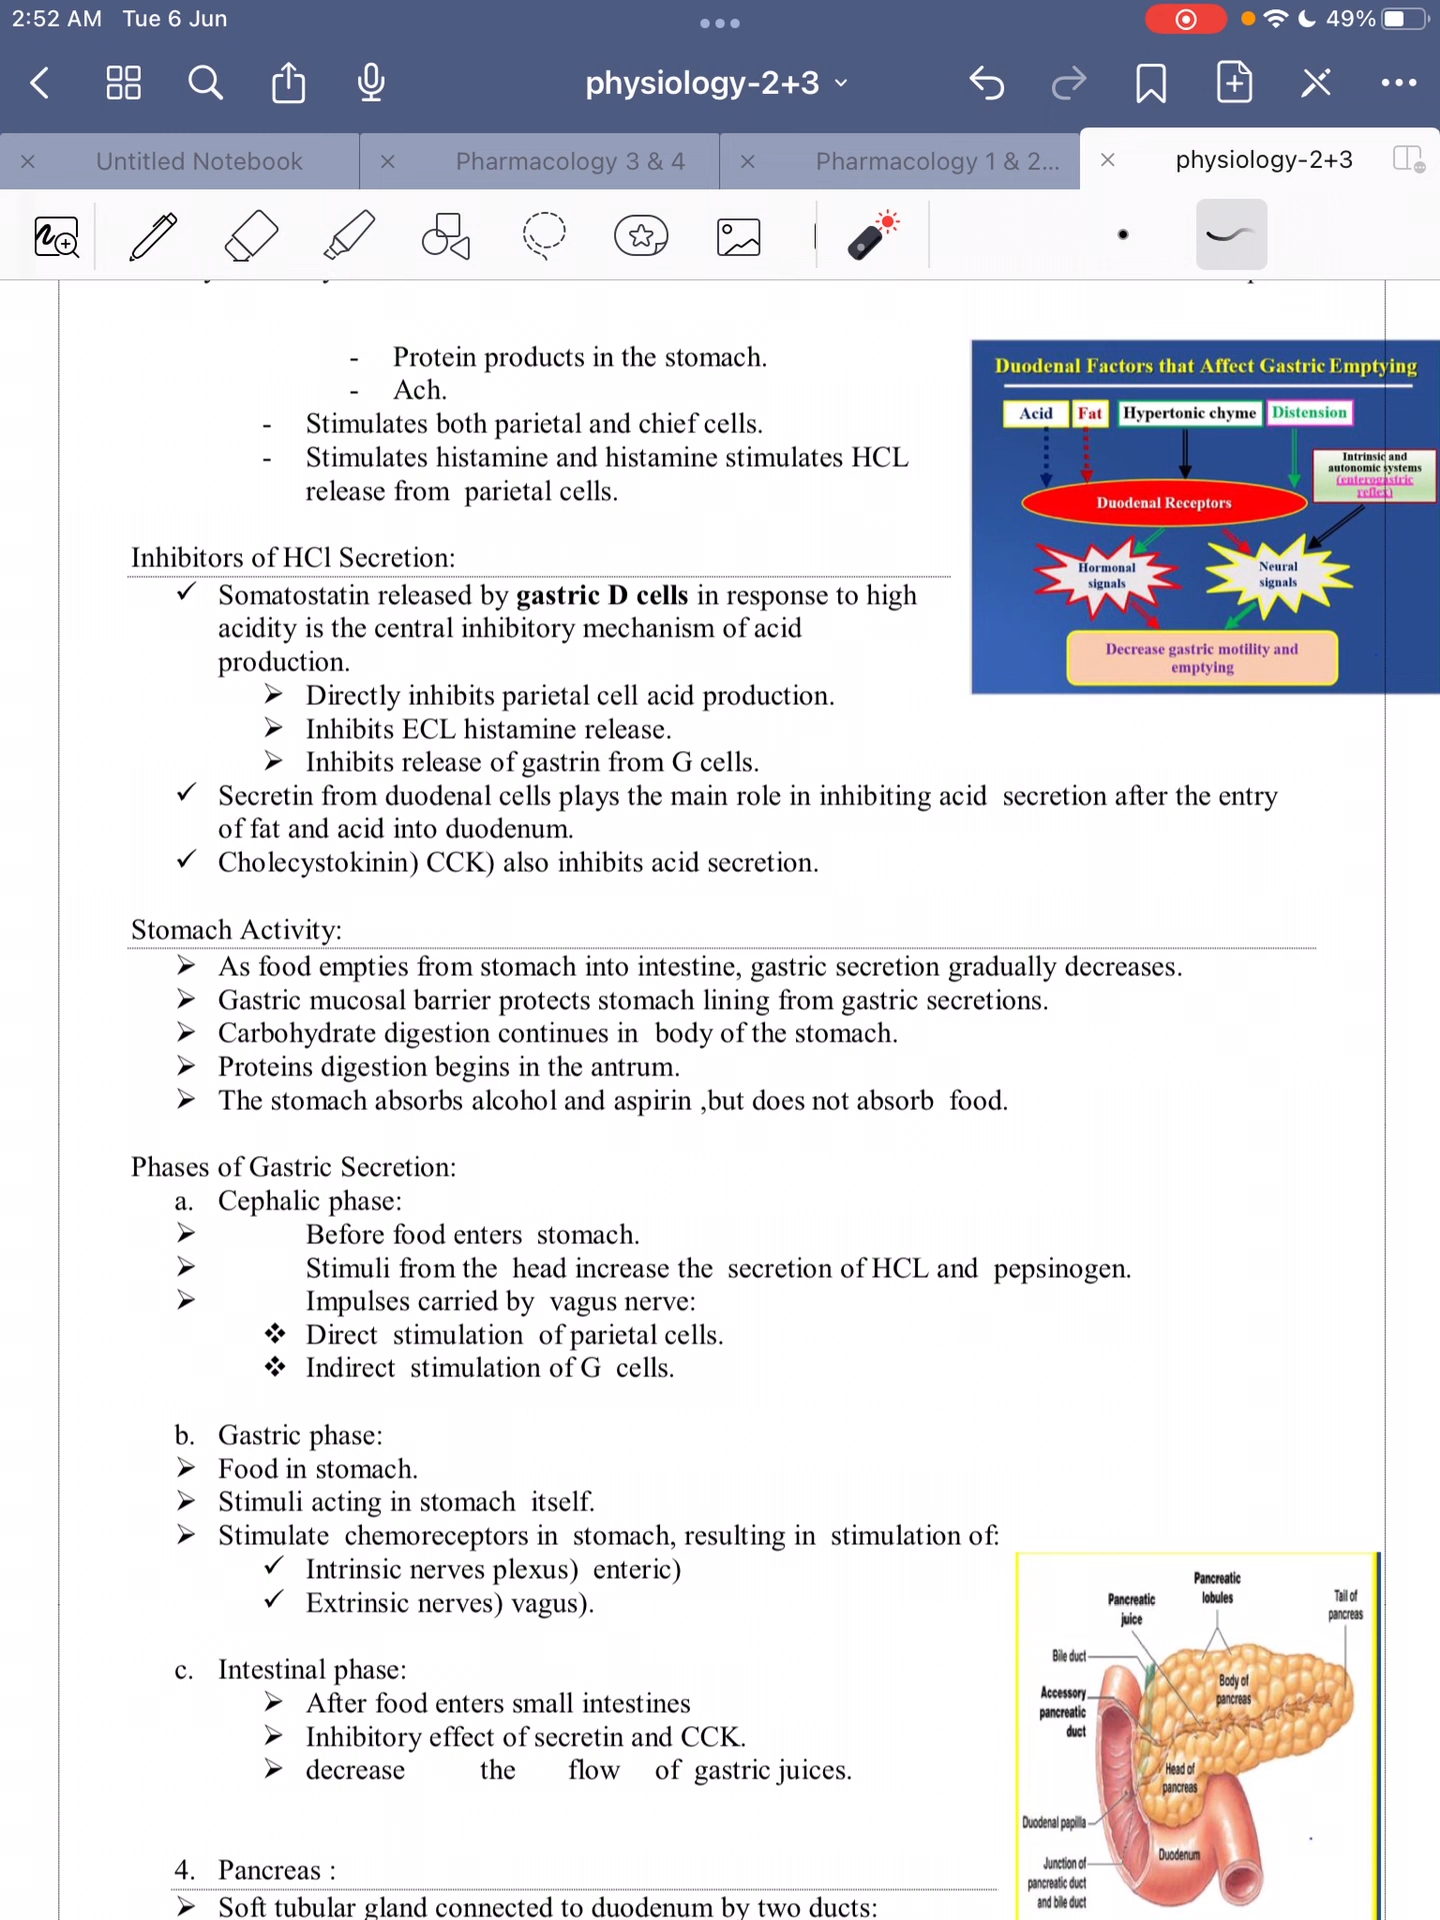 2:52 AM Tue 6 Jun
49%
physiology-2+3
Untitled Notebook
Pharmacology 3 & 4
Pharmacology 1 & 2...
physiology-2+3
- Protein products in the stomach.
- Ach.
- Stimulates both parietal and chief cells.
- Stimulates histamine and histamine stimulates HCL
release from parietal cells.
Duodenal Factors that Affect Gastric Emptying
Acid Fat Hypertonic chyme Distension
Intrinsic and
autonomic systems
(enterogastric
reflex)
Duodenal Receptors
Hormonal
signals
Neural
signals
Decrease gastric motility and
emptying
Inhibitors of HCl Secretion:
✓ Somatostatin released by gastric D cells in response to high
acidity is the central inhibitory mechanism of acid
production.
➢ Directly inhibits parietal cell acid production.
➢ Inhibits ECL histamine release.
➢ Inhibits release of gastrin from G cells.
✓ Secretin from duodenal cells plays the main role in inhibiting acid secretion after the entry
of fat and acid into duodenum.
✓ Cholecystokinin) CCK) also inhibits acid secretion.
Stomach Activity:
➢ As food empties from stomach into intestine, gastric secretion gradually decreases.
➢ Gastric mucosal barrier protects stomach lining from gastric secretions.
➢ Carbohydrate digestion continues in body of the stomach.
➢ Proteins digestion begins in the antrum.
➢ The stomach absorbs alcohol and aspirin ,but does not absorb food.
Phases of Gastric Secretion:
a. Cephalic phase:
➢ Before food enters stomach.
➢ Stimuli from the head increase the secretion of HCL and pepsinogen.
➢ Impulses carried by vagus nerve:
❖ Direct stimulation of parietal cells.
❖ Indirect stimulation of G cells.
b. Gastric phase:
➢ Food in stomach.
➢ Stimuli acting in stomach itself.
➢ Stimulate chemoreceptors in stomach, resulting in stimulation of:
✓ Intrinsic nerves plexus) enteric)
✓ Extrinsic nerves) vagus).
c. Intestinal phase:
➢ After food enters small intestines
➢ Inhibitory effect of secretin and CCK.
➢ decrease the flow of gastric juices.
Pancreatic
lobules
Pancreatic
juice
Tail of
pancreas
Bile duct
Body of
pancreas
Accessory
pancreatic
duct
Head of
pancreas
Duodenal papilla
Duodenum
Junction of
pancreatic duct
and bile duct
4. Pancreas :
➢ Soft tubular gland connected to duodenum by two ducts: